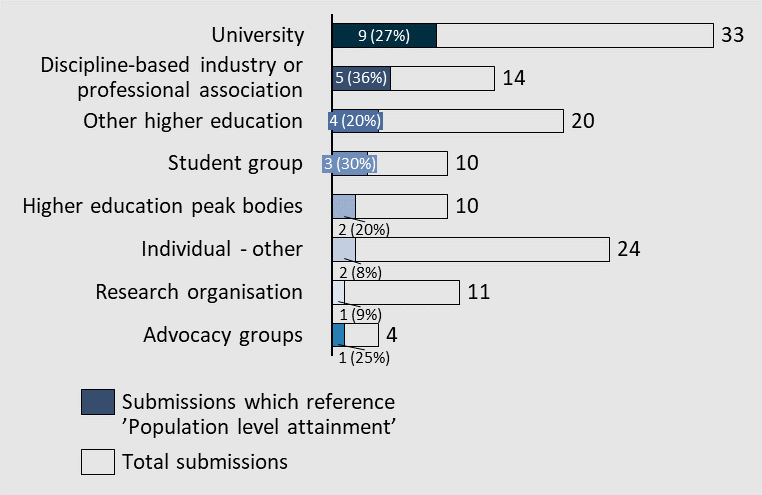 University
9 (27%)
33
Discipline-based industry or
professional association
5 (36%)
14
Other higher education
4 (20%)
20
Student group
3 (30%)
10
Higher education peak bodies
10
2 (20%)
Individual - other
24
2 (8%)
Research organisation
11
1 (9%)
Advocacy groups
4
1 (25%)
Submissions which reference
’Population level attainment’
Total submissions